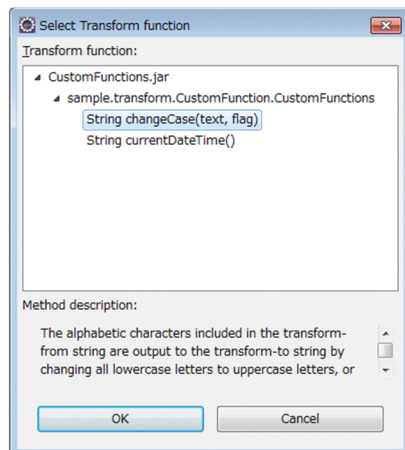 Select Transform function
Transform function:
CustomFunctions.jar
sample.transform.CustomFunction.CustomFunctions
String changeCase(text, flag)
String currentDateTime()
Method description:
The alphabetic characters included in the transform-
from string are output to the transform-to string by
changing all lowercase letters to uppercase letters, or
OK
Cancel